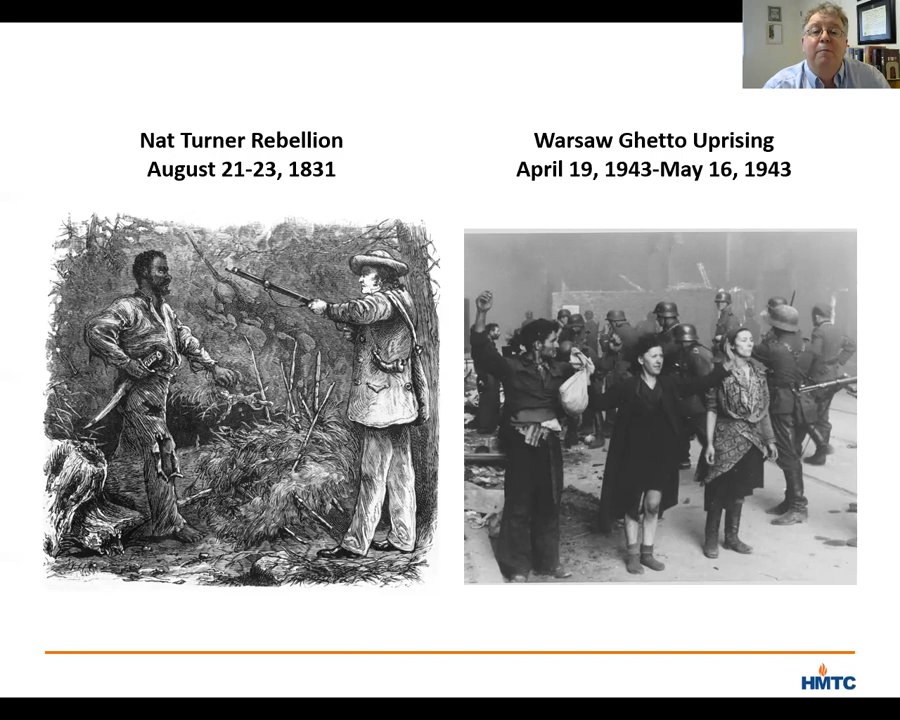 Nat Turner Rebellion
August 21-23, 1831
Warsaw Ghetto Uprising
April 19, 1943-May 16, 1943
HMTC